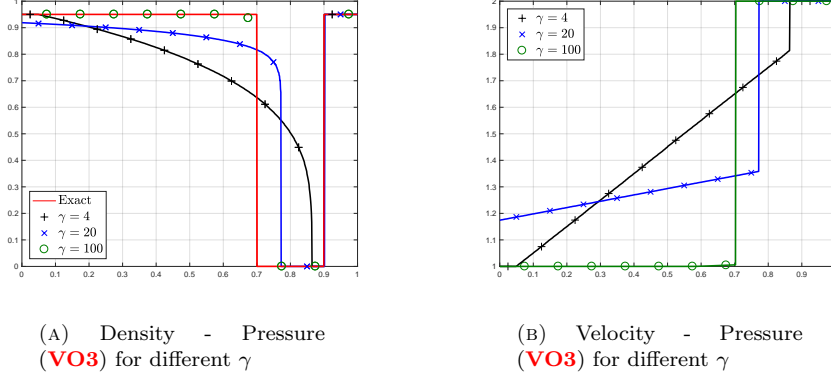 1
0.9
0.8
0.7
0.6
0.5
0.4
0.3
0.2
0.1
0
Exact
γ = 4
γ = 20
γ = 100
0 0.1 0.2 0.3 0.4 0.5 0.6 0.7 0.8 0.9 1
2
1.9
1.8
1.7
1.6
1.5
1.4
1.3
1.2
1.1
1
γ = 4
γ = 20
γ = 100
0 0.1 0.2 0.3 0.4 0.5 0.6 0.7 0.8 0.9
(A) Density - Pressure
(VO3) for different γ
(B) Velocity - Pressure
(VO3) for different γ